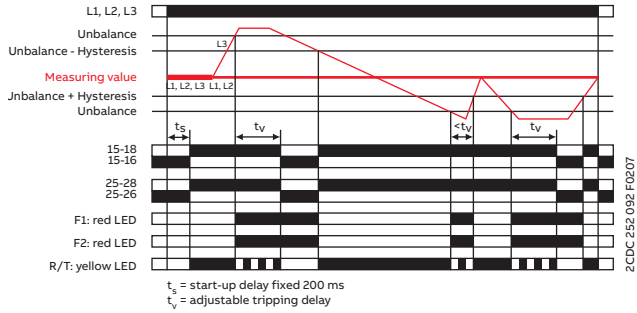 L1, L2, L3
Unbalance
L3
Unbalance - Hysteresis
Measuring value
L1, L2, L3 L1, L2
Unbalance + Hysteresis
Unbalance
ts tv <tv tv
15-18
15-16
25-28
25-26
F1: red LED
F2: red LED
R/T: yellow LED
ts = start-up delay fixed 200 ms
tv = adjustable tripping delay
2CDC 252 092 F0207